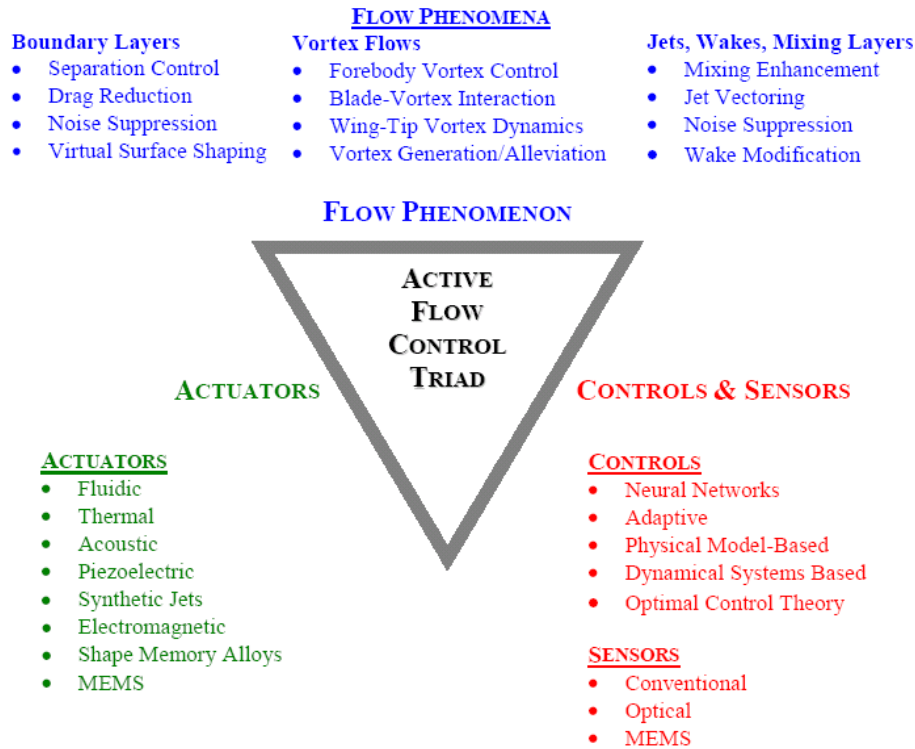 FLOW PHENOMENA
Boundary Layers
• Separation Control
• Drag Reduction
• Noise Suppression
• Virtual Surface Shaping
Vortex Flows
• Forebody Vortex Control
• Blade-Vortex Interaction
• Wing-Tip Vortex Dynamics
• Vortex Generation/Alleviation
Jets, Wakes, Mixing Layers
• Mixing Enhancement
• Jet Vectoring
• Noise Suppression
• Wake Modification
FLOW PHENOMENON
ACTIVE
FLOW
CONTROL
TRIAD
ACTUATORS
CONTROLS & SENSORS
ACTUATORS
• Fluidic
• Thermal
• Acoustic
• Piezoelectric
• Synthetic Jets
• Electromagnetic
• Shape Memory Alloys
• MEMS
CONTROLS
• Neural Networks
• Adaptive
• Physical Model-Based
• Dynamical Systems Based
• Optimal Control Theory
SENSORS
• Conventional
• Optical
• MEMS